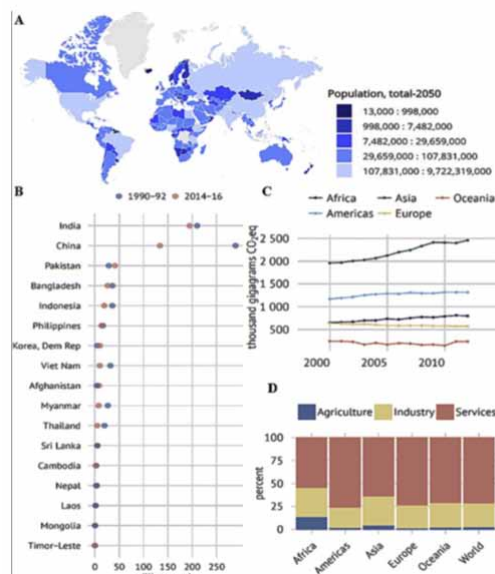 A
Population, total-2050
13,000 : 998,000
998,000 : 7,482,000
7,482,000 : 29,659,000
29,659,000 : 107,831,000
107,831,000 : 9,722,319,000
B
1990–92 2014–16
India
China
Pakistan
Bangladesh
Indonesia
Philippines
Korea, Dem Rep
Viet Nam
Afghanistan
Myanmar
Thailand
Sri Lanka
Cambodia
Nepal
Laos
Mongolia
Timor-Leste
0 50 100 150 200 250
C
Africa Asia Oceania
Americas Europe
thousand gigagrams CO₂eq
2 500
2 000
1 500
1 000
500
2000 2005 2010
D
Agriculture Industry Services
percent
100
75
50
25
0
Africa
Americas
Asia
Europe
Oceania
World